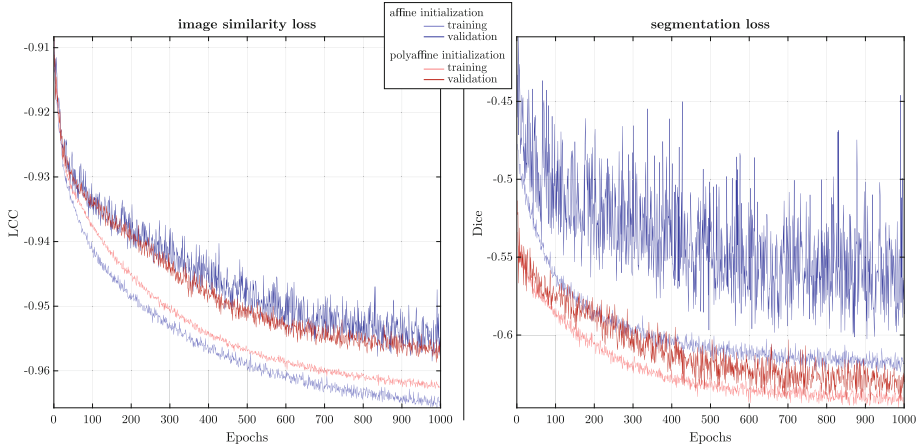 image similarity loss
affine initialization
training
validation
polyaffine initialization
training
validation
segmentation loss
-0.91
-0.92
-0.93
-0.94
-0.95
-0.96
LCC
0 100 200 300 400 500 600 700 800 900 1000
Epochs
-0.45
-0.5
-0.55
-0.6
Dice
0 100 200 300 400 500 600 700 800 900 1000
Epochs